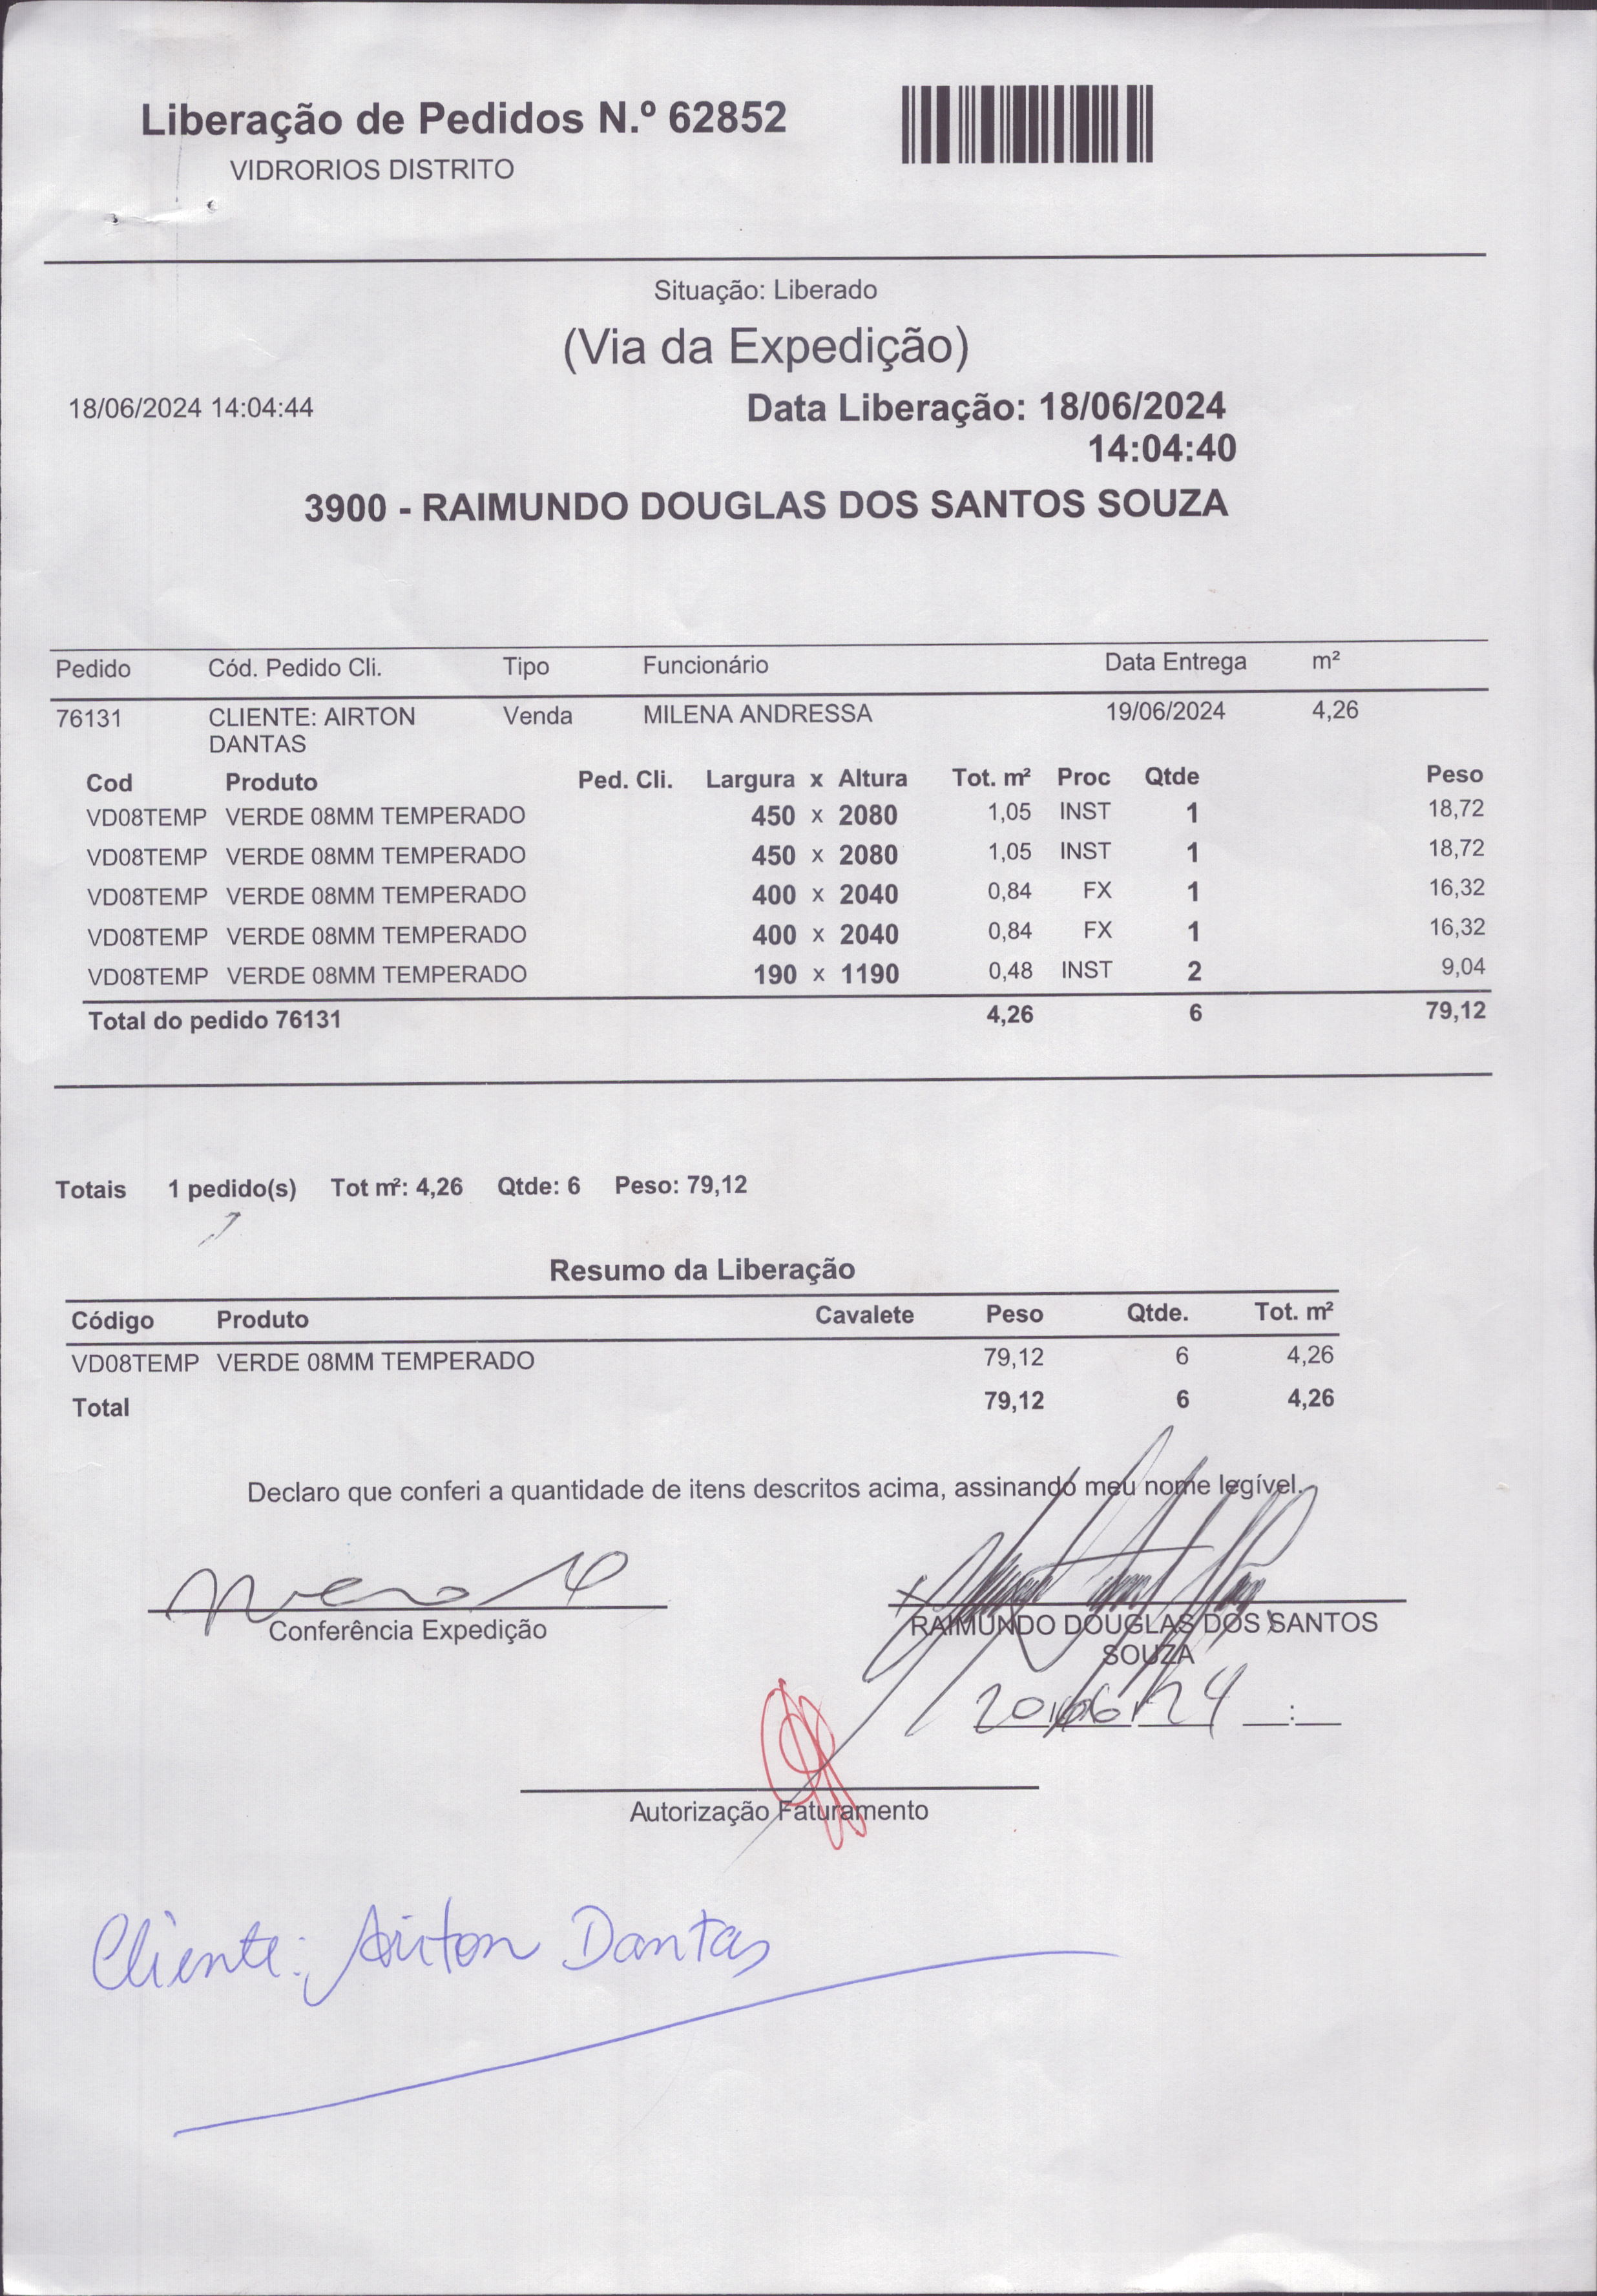 Liberação de Pedidos N.º 62852
VIDRORIOS DISTRITO
Situação: Liberado
(Via da Expedição)
18/06/2024 14:04:44 Data Liberação: 18/06/2024
14:04:40
3900 - RAIMUNDO DOUGLAS DOS SANTOS SOUZA
Pedido Cód. Pedido Cli. Tipo Funcionário Data Entrega m²
76131 CLIENTE: AIRTON Venda MILENA ANDRESSA 19/06/2024 4,26
DANTAS
Cod Produto Ped. Cli. Largura x Altura Tot. m² Proc Qtde Peso
VD08TEMP VERDE 08MM TEMPERADO 450 x 2080 1,05 INST 1 18,72
VD08TEMP VERDE 08MM TEMPERADO 450 x 2080 1,05 INST 1 18,72
VD08TEMP VERDE 08MM TEMPERADO 400 x 2040 0,84 FX 1 16,32
VD08TEMP VERDE 08MM TEMPERADO 400 x 2040 0,84 FX 1 16,32
VD08TEMP VERDE 08MM TEMPERADO 190 x 1190 0,48 INST 2 9,04
Total do pedido 76131 4,26 6 79,12
Totais 1 pedido(s) Tot m²: 4,26 Qtde: 6 Peso: 79,12
Resumo da Liberação
Código Produto Cavalete Peso Qtde. Tot. m²
VD08TEMP VERDE 08MM TEMPERADO 79,12 6 4,26
Total 79,12 6 4,26
Declaro que conferi a quantidade de itens descritos acima, assinando meu nome legível.
Conferência Expedição RAIMUNDO DOUGLAS DOS SANTOS
SOUZA
20/06/24 __:__
Autorização Faturamento
Cliente: Airton Dantas